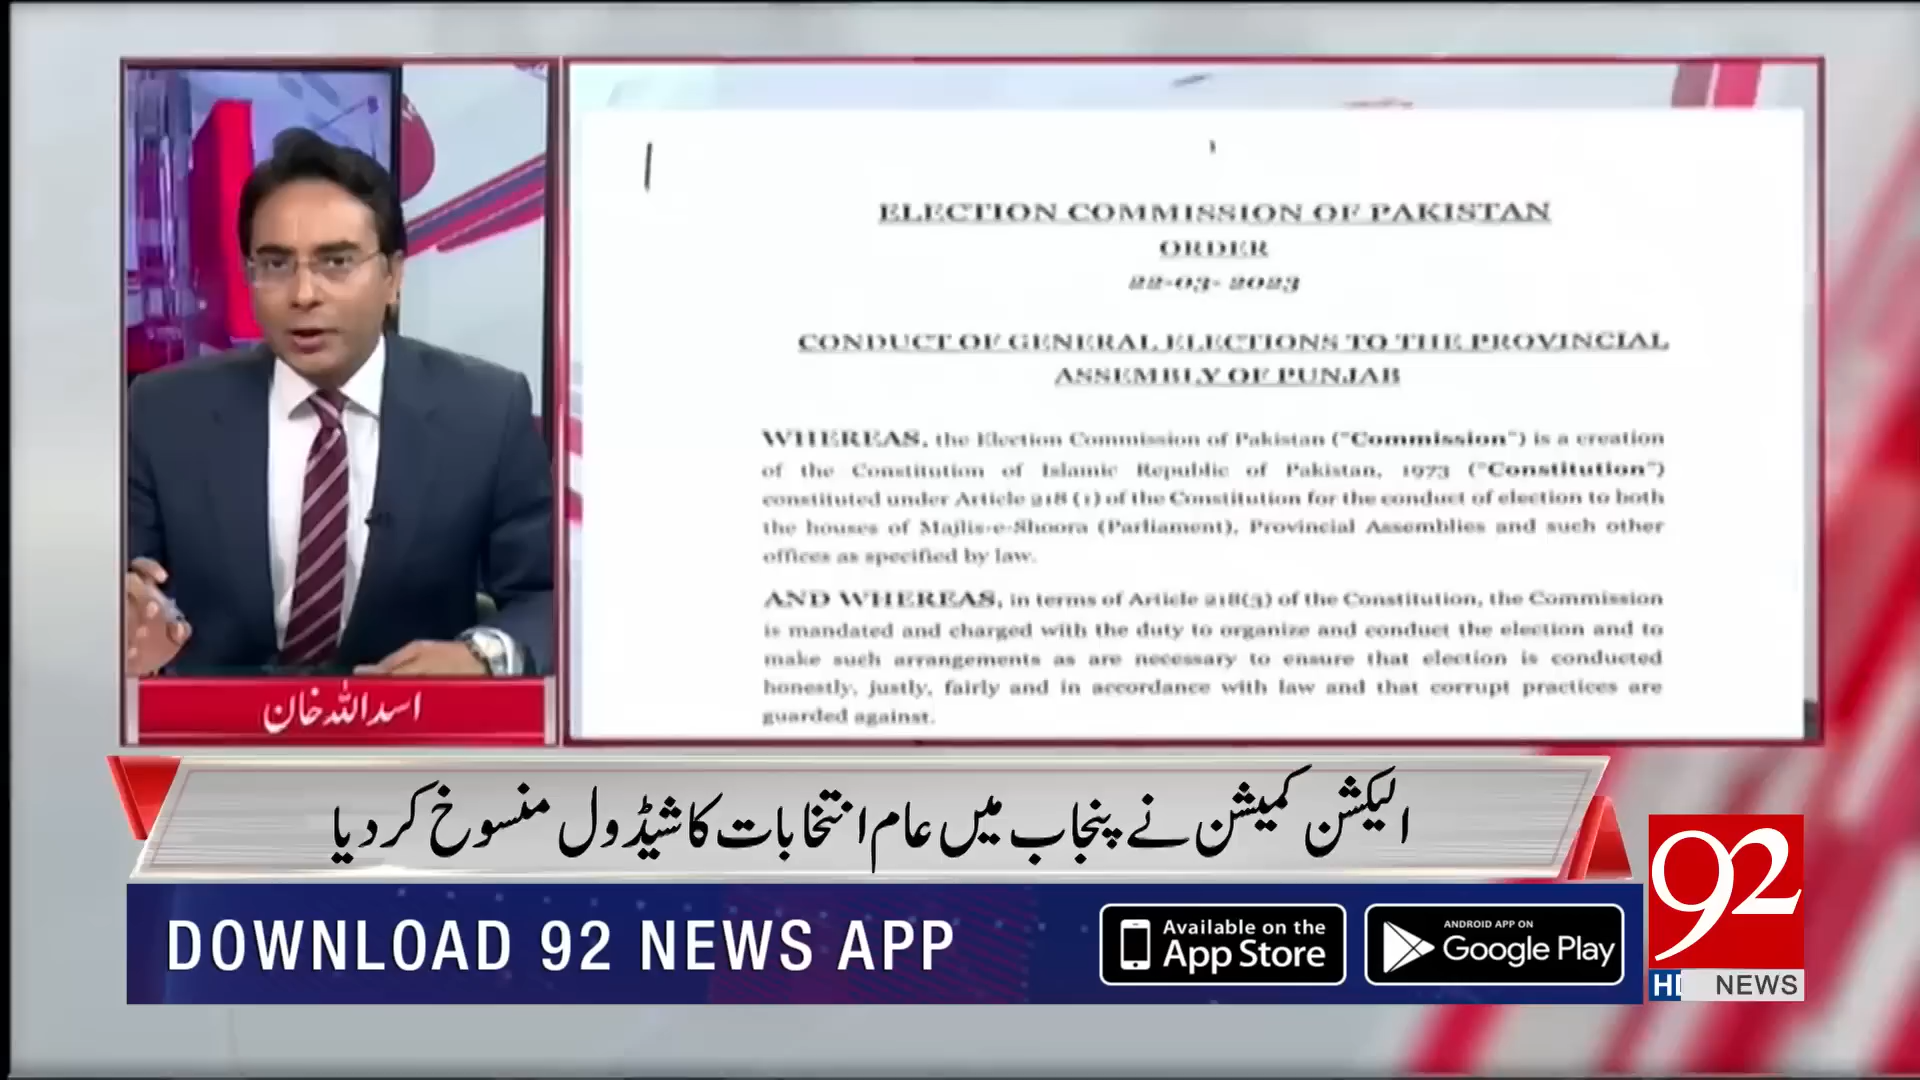 ELECTION COMMISSION OF PAKISTAN
ORDER
22-03-2023
CONDUCT OF GENERAL ELECTIONS TO THE PROVINCIAL
ASSEMBLY OF PUNJAB
WHEREAS, the Election Commission of Pakistan ("Commission") is a creation
of the Constitution of Islamic Republic of Pakistan, 1973 ("Constitution")
constituted under Article 218 (1) of the Constitution for the conduct of election to both
the houses of Majlis-e-Shoora (Parliament), Provincial Assemblies and such other
offices as specified by law.
AND WHEREAS, in terms of Article 218(3) of the Constitution, the Commission
is mandated and charged with the duty to organize and conduct the election and to
make such arrangements as are necessary to ensure that election is conducted
honestly, justly, fairly and in accordance with law and that corrupt practices are
guarded against.
اسد اللہ خان
الیکشن کمیشن نے پنجاب میں عام انتخابات کا شیڈول منسوخ کر دیا
DOWNLOAD 92 NEWS APP
Available on the
App Store
ANDROID APP ON
Google Play
92
HD NEWS